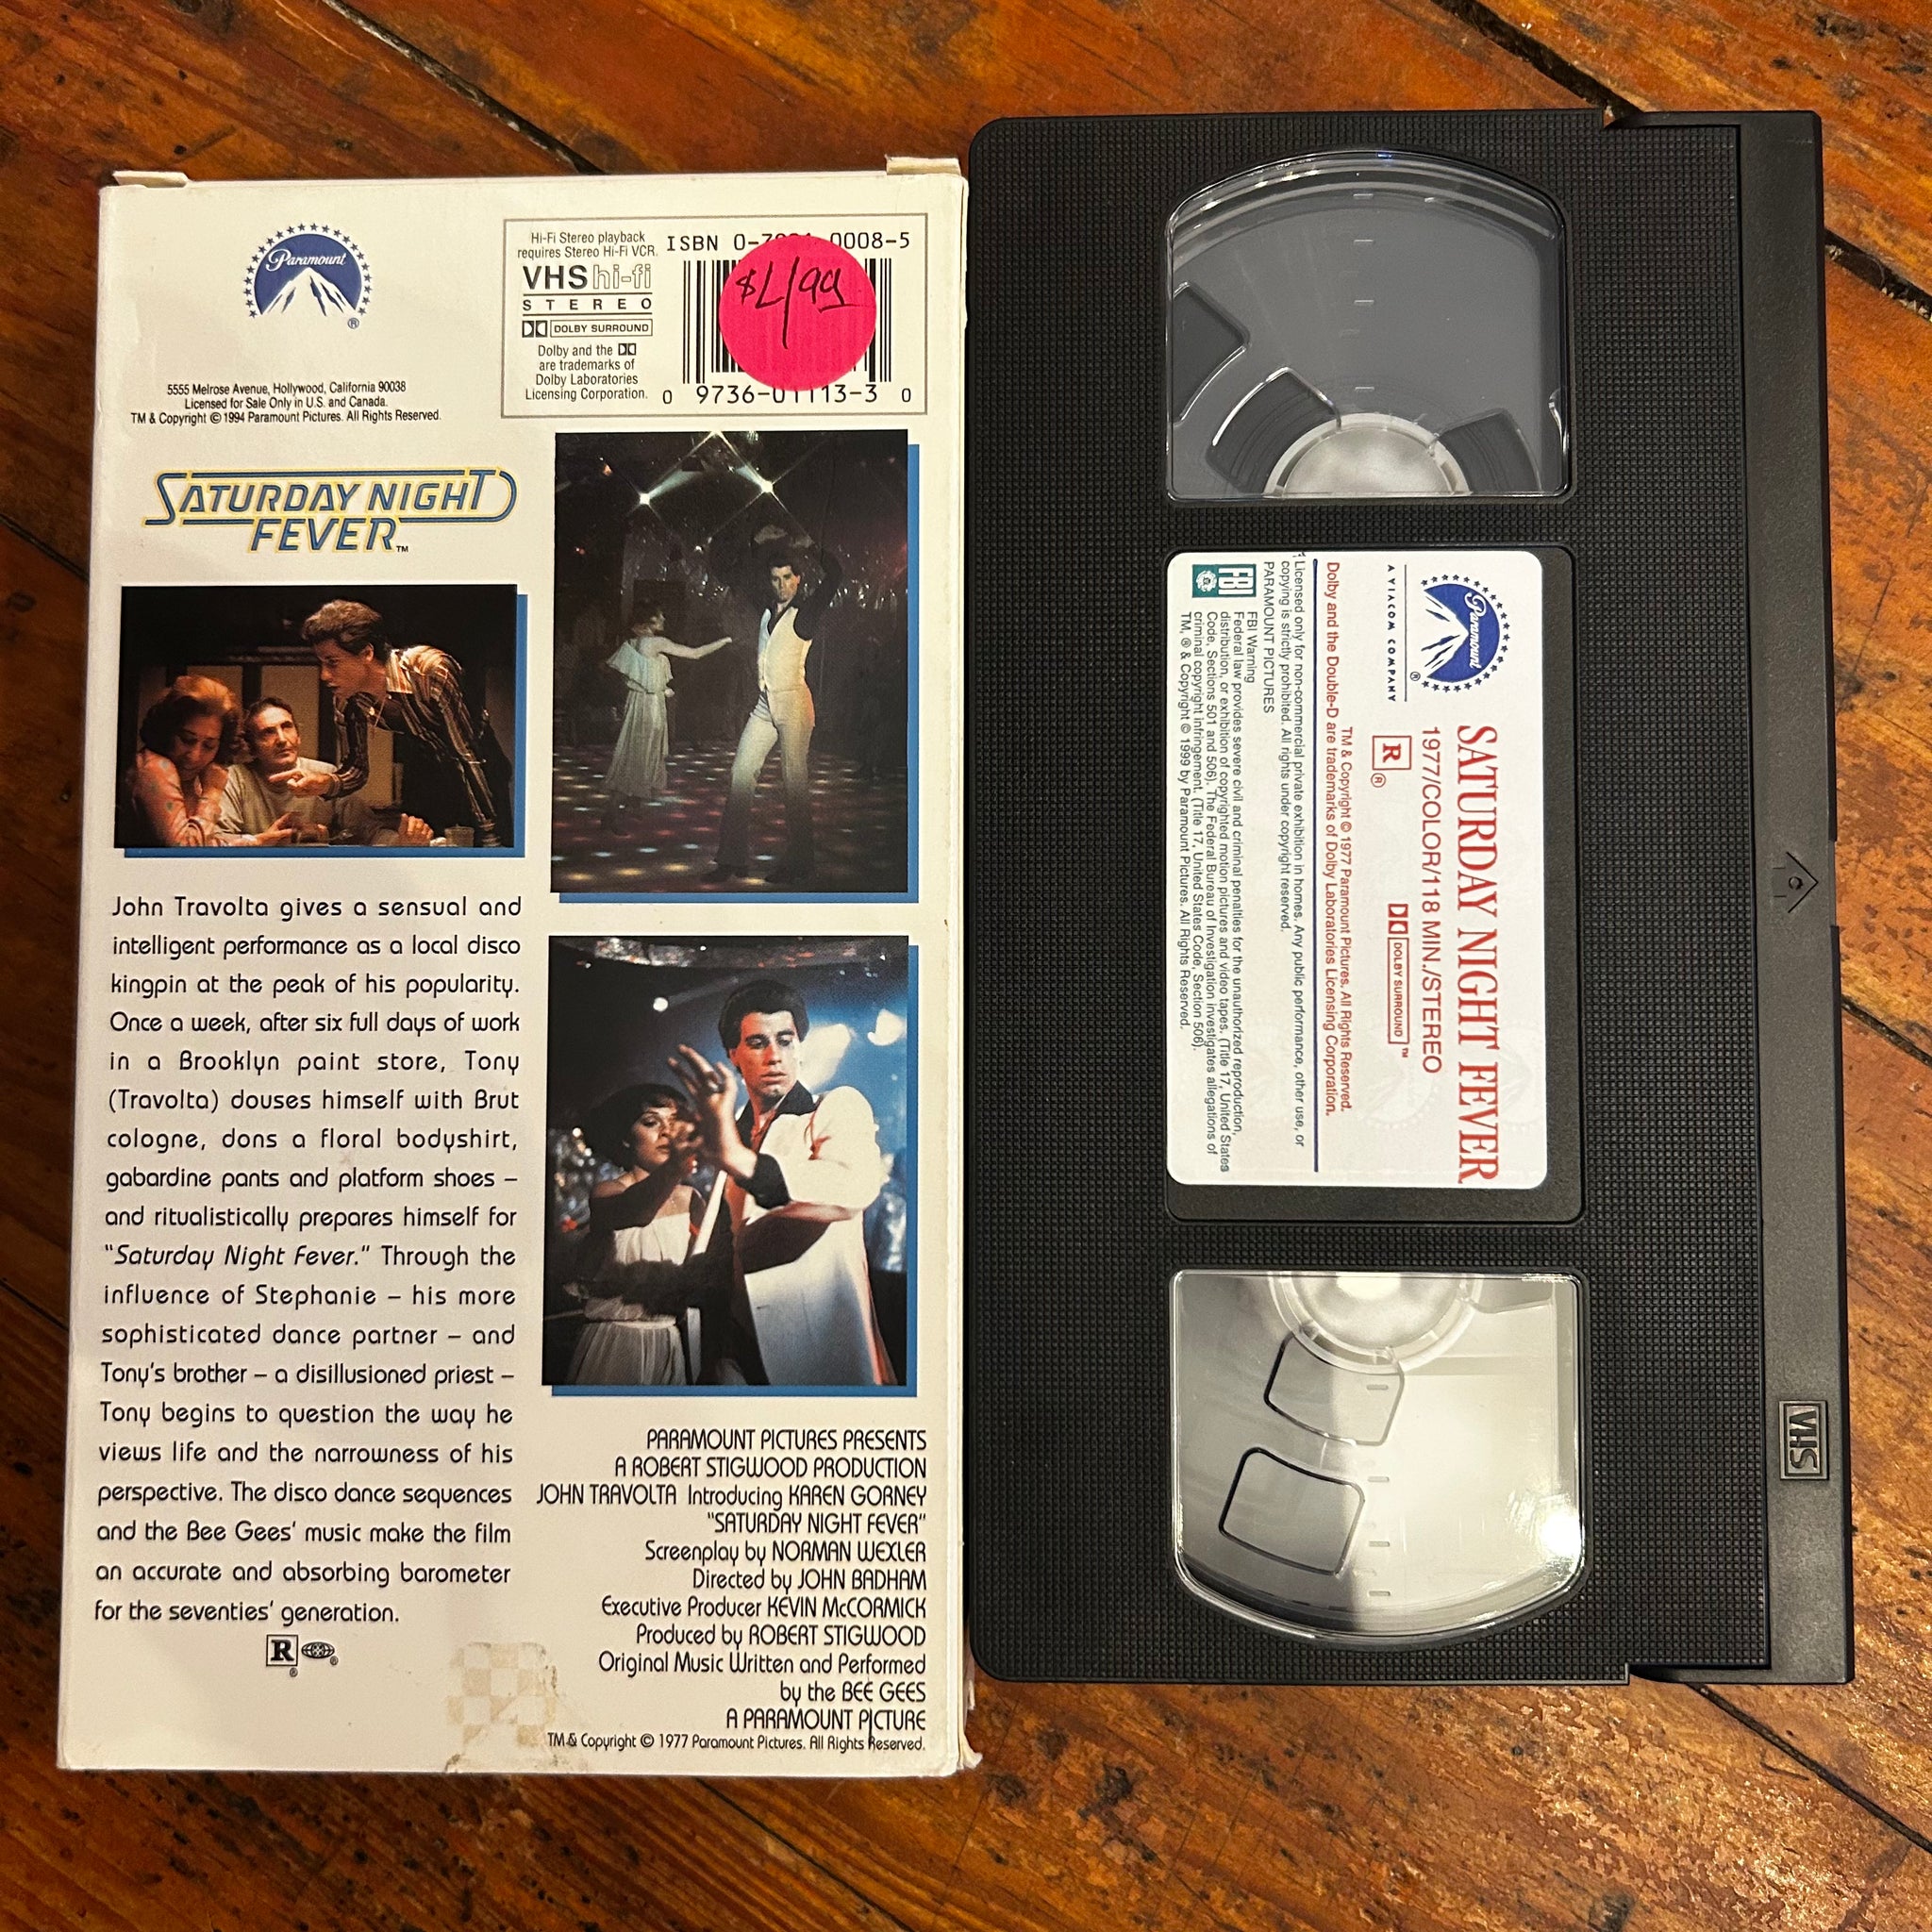 Paramount
®
5555 Melrose Avenue, Hollywood, California 90038
Licensed for Sale Only in U.S. and Canada.
TM & Copyright © 1994 Paramount Pictures. All Rights Reserved.
Hi-Fi Stereo playback
requires Stereo Hi-Fi VCR.
VHS hi-fi
STEREO
DOLBY SURROUND
Dolby and the
are trademarks of
Dolby Laboratories
Licensing Corporation.
ISBN 0-7921-0008-5
$4.99
0 9736-01113-3 0
SATURDAY NIGHT
FEVER™
John Travolta gives a sensual and
intelligent performance as a local disco
kingpin at the peak of his popularity.
Once a week, after six full days of work
in a Brooklyn paint store, Tony
(Travolta) douses himself with Brut
cologne, dons a floral bodyshirt,
gabardine pants and platform shoes –
and ritualistically prepares himself for
"Saturday Night Fever." Through the
influence of Stephanie – his more
sophisticated dance partner – and
Tony's brother – a disillusioned priest –
Tony begins to question the way he
views life and the narrowness of his
perspective. The disco dance sequences
and the Bee Gees' music make the film
an accurate and absorbing barometer
for the seventies' generation.
R
® ®
PARAMOUNT PICTURES PRESENTS
A ROBERT STIGWOOD PRODUCTION
JOHN TRAVOLTA Introducing KAREN GORNEY
"SATURDAY NIGHT FEVER"
Screenplay by NORMAN WEXLER
Directed by JOHN BADHAM
Executive Producer KEVIN McCORMICK
Produced by ROBERT STIGWOOD
Original Music Written and Performed
by the BEE GEES
A PARAMOUNT PICTURE
TM & Copyright © 1977 Paramount Pictures. All Rights Reserved.
Paramount
®
A VIACOM COMPANY
SATURDAY NIGHT FEVER
1977/COLOR/118 MIN./STEREO
R ®
DOLBY SURROUND ™
TM & Copyright © 1977 Paramount Pictures. All Rights Reserved.
Dolby and the Double-D are trademarks of Dolby Laboratories Licensing Corporation.
Licensed only for non-commercial private exhibition in homes. Any public performance, other use, or
copying is strictly prohibited. All rights under copyright reserved.
PARAMOUNT PICTURES
FBI
FBI Warning
Federal law provides severe civil and criminal penalties for the unauthorized reproduction,
distribution, or exhibition of copyrighted motion pictures and video tapes. (Title 17, United States
Code, Sections 501 and 506). The Federal Bureau of Investigation investigates allegations of
criminal copyright infringement. (Title 17, United States Code, Section 506).
TM, ® & Copyright © 1999 by Paramount Pictures. All Rights Reserved.
VHS